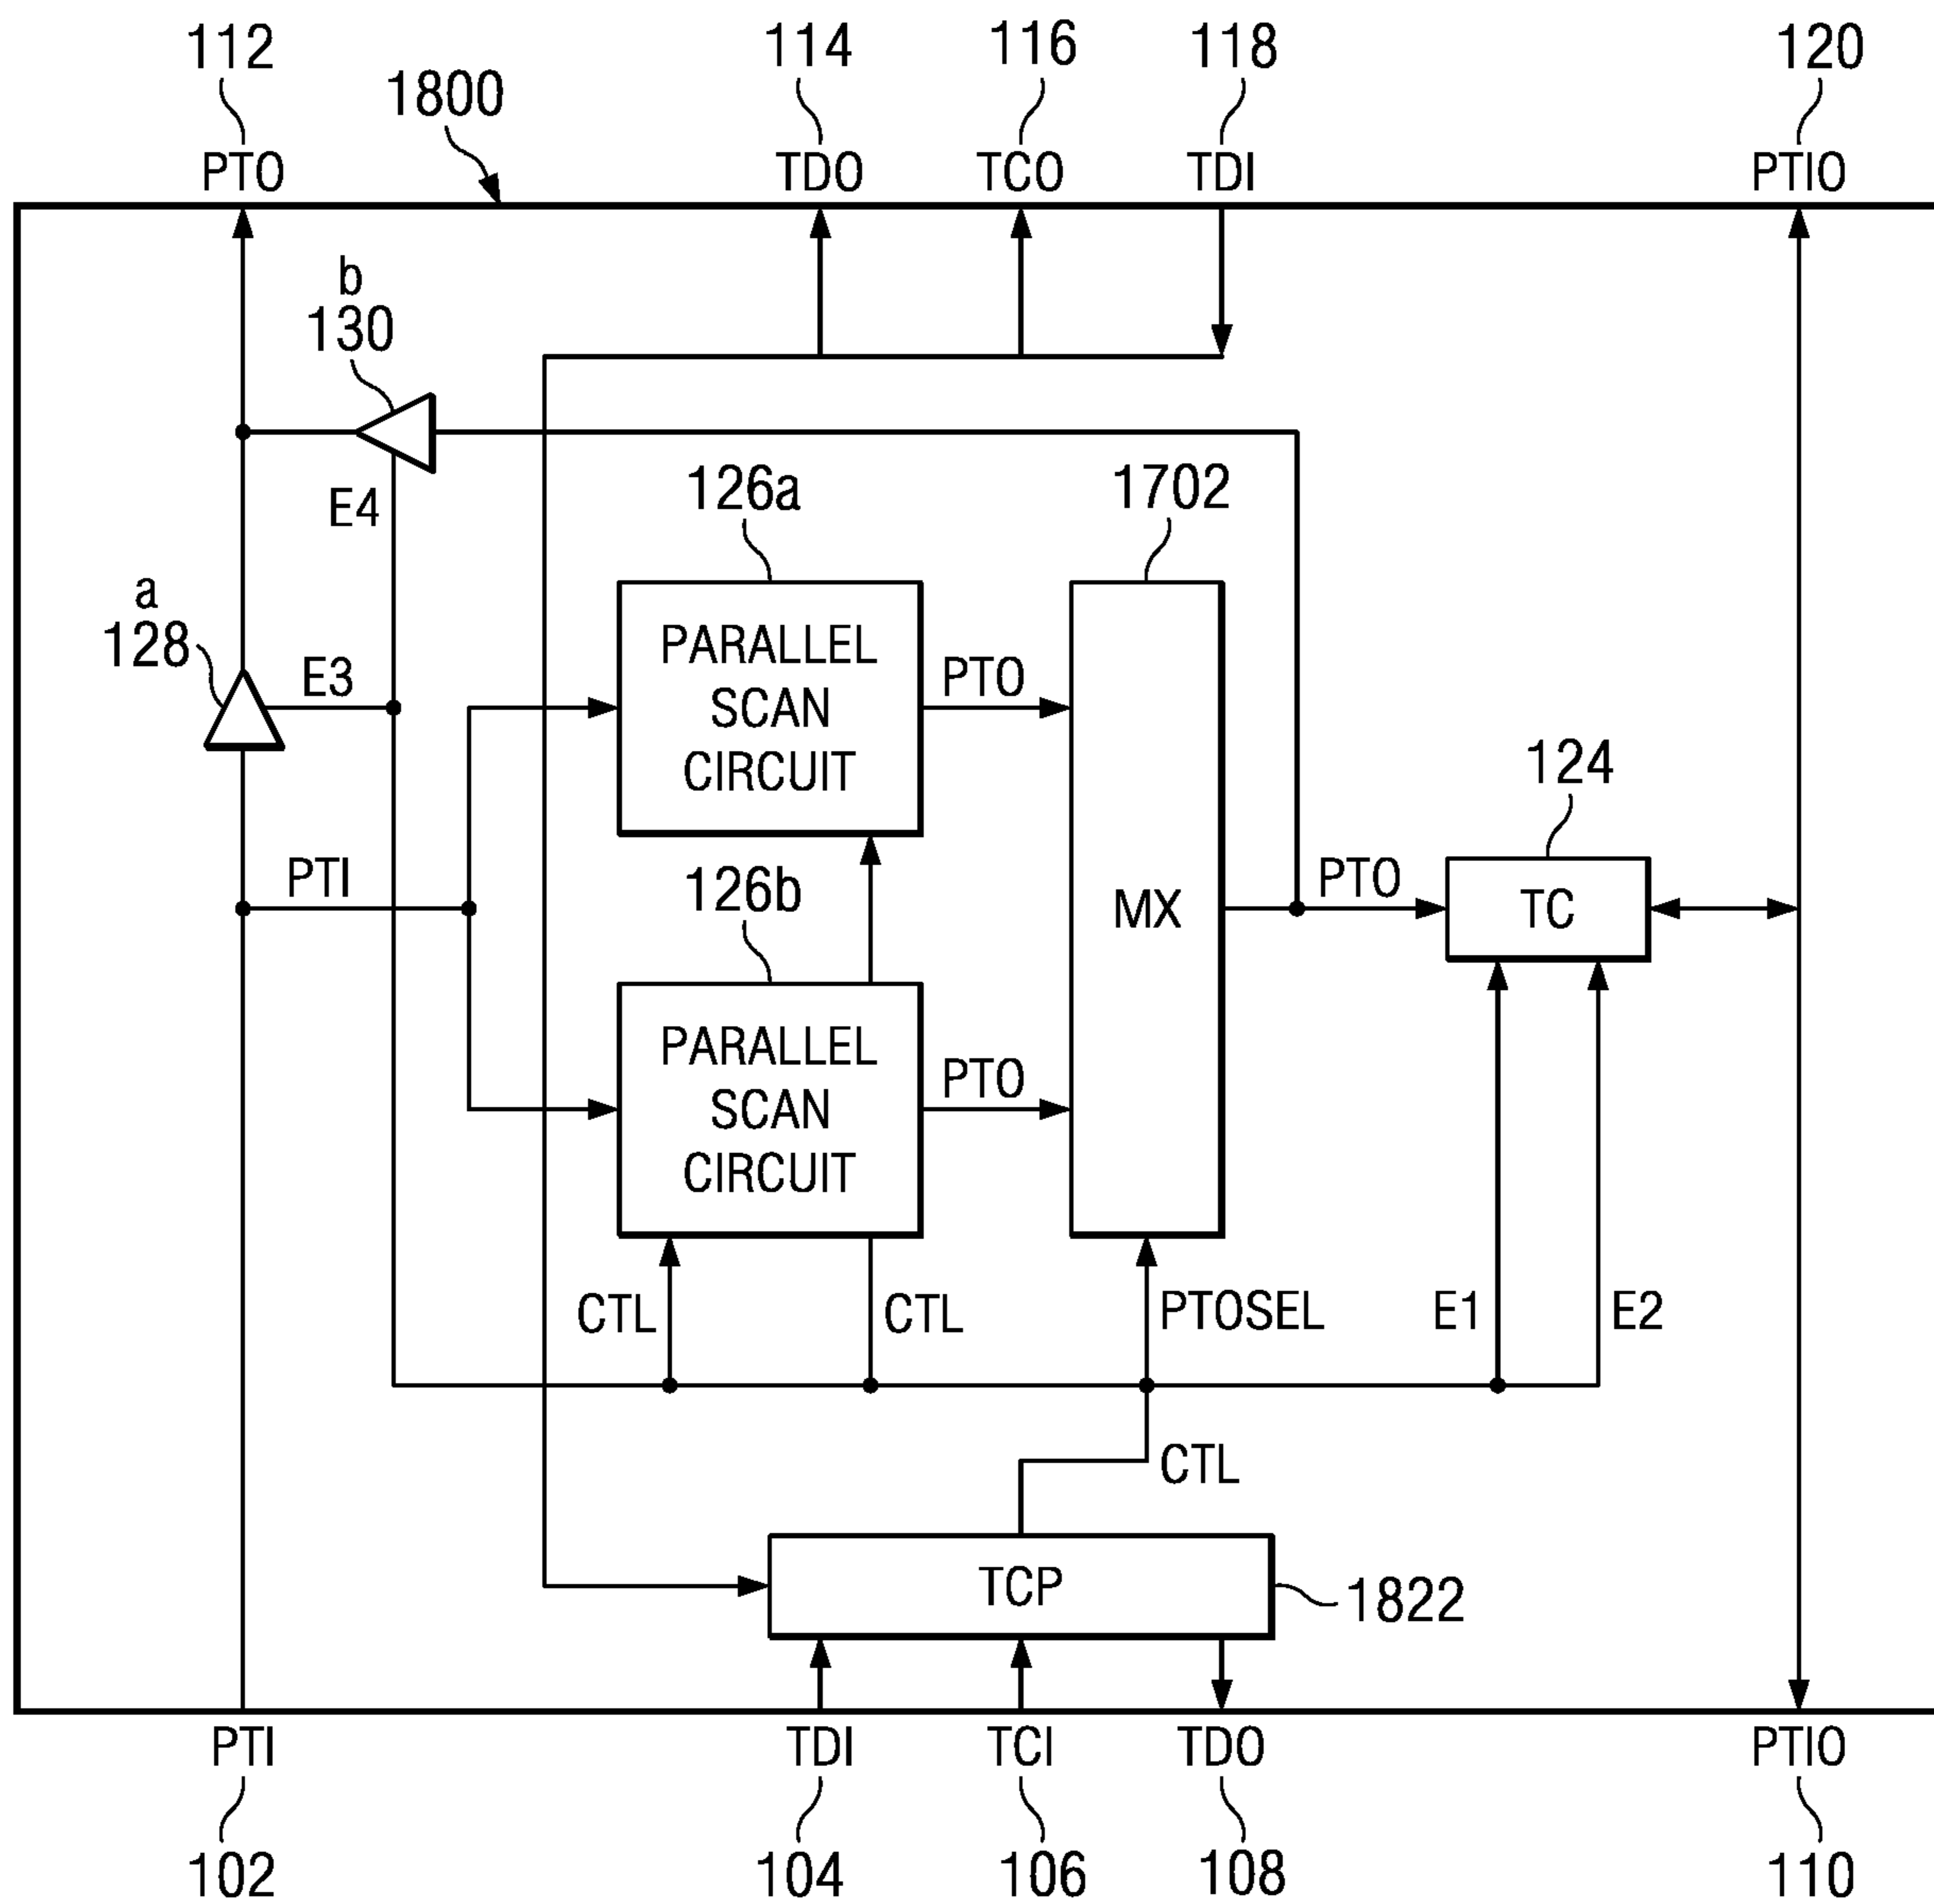 112
114
116
118
120
1800
PTO
TDO
TCO
TDI
PTIO
b
130
E4
126a
1702
a
128
E3
PARALLEL
SCAN
CIRCUIT
PTO
124
PTI
126b
MX
PTO
TC
PARALLEL
SCAN
CIRCUIT
PTO
CTL
CTL
PTOSEL
E1
E2
CTL
TCP
1822
PTI
TDI
TCI
TDO
PTIO
102
104
106
108
110